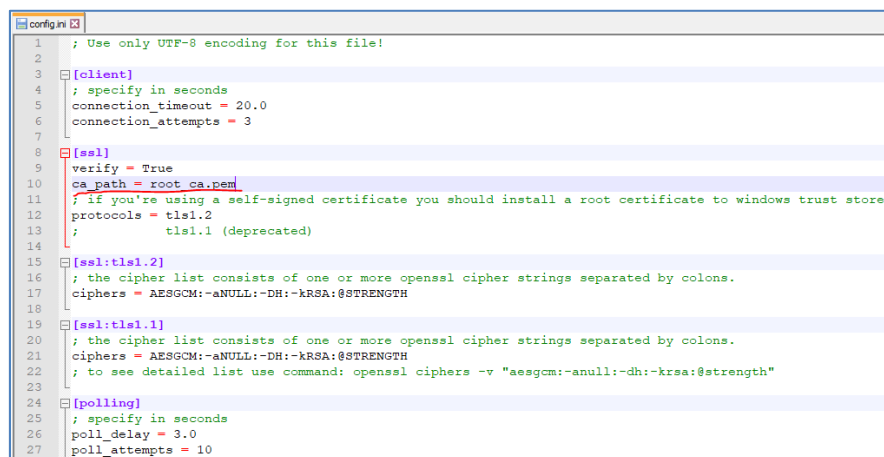 config.ini
1 ; Use only UTF-8 encoding for this file!
2
3 [client]
4 ; specify in seconds
5 connection_timeout = 20.0
6 connection_attempts = 3
7
8 [ssl]
9 verify = True
10 ca_path = root_ca.pem
11 ; if you're using a self-signed certificate you should install a root certificate to windows trust store
12 protocols = tls1.2
13 ; tls1.1 (deprecated)
14
15 [ssl:tls1.2]
16 ; the cipher list consists of one or more openssl cipher strings separated by colons.
17 ciphers = AESGCM:-aNULL:-DH:-kRSA:@STRENGTH
18
19 [ssl:tls1.1]
20 ; the cipher list consists of one or more openssl cipher strings separated by colons.
21 ciphers = AESGCM:-aNULL:-DH:-kRSA:@STRENGTH
22 ; to see detailed list use command: openssl ciphers -v "aesgcm:-anull:-dh:-krsa:@strength"
23
24 [polling]
25 ; specify in seconds
26 poll_delay = 3.0
27 poll_attempts = 10